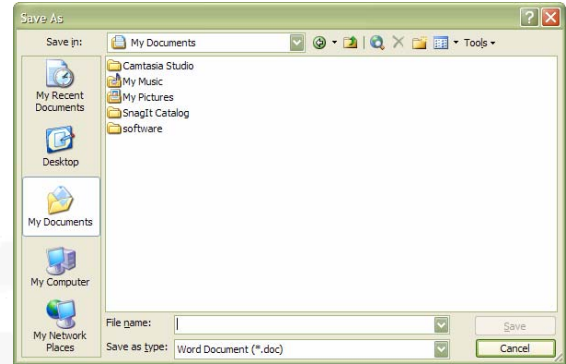 Save As
Save in:
My Documents
Tools
My Recent
Documents
Desktop
My Documents
My Computer
My Network
Places
Camtasia Studio
My Music
My Pictures
SnagIt Catalog
software
File name:
Save as type:
Word Document (*.doc)
Save
Cancel